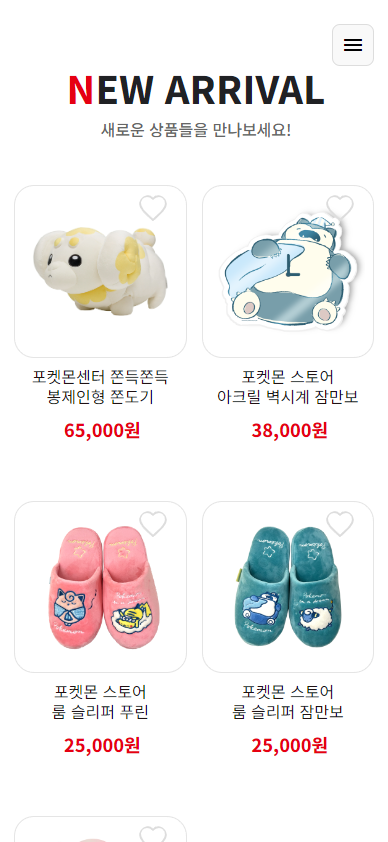 NEW ARRIVAL
새로운 상품들을 만나보세요!
포켓몬센터 쫀득쫀득
봉제인형 쫀도기
65,000원
포켓몬 스토어
아크릴 벽시계 잠만보
38,000원
포켓몬 스토어
룸 슬리퍼 푸린
25,000원
포켓몬 스토어
룸 슬리퍼 잠만보
25,000원